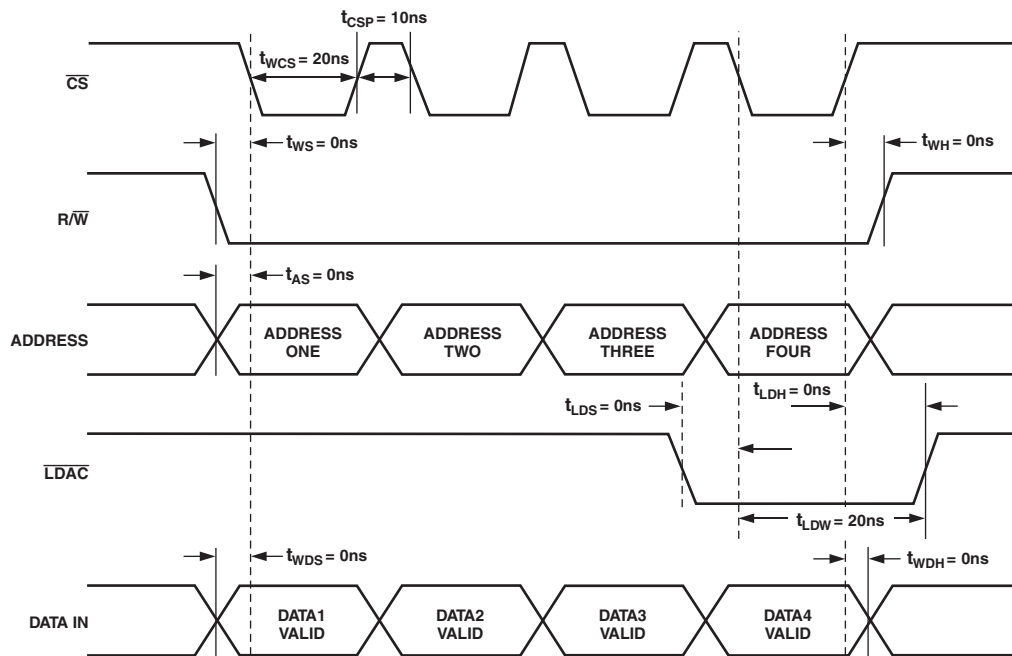 tCSP = 10ns
tWCS = 20ns
CS
tWS = 0ns
tWH = 0ns
R/W
tAS = 0ns
ADDRESS
ADDRESS
ONE
ADDRESS
TWO
ADDRESS
THREE
ADDRESS
FOUR
tLDS = 0ns
tLDH = 0ns
LDAC
tLDW = 20ns
tWDS = 0ns
tWDH = 0ns
DATA IN
DATA1
VALID
DATA2
VALID
DATA3
VALID
DATA4
VALID